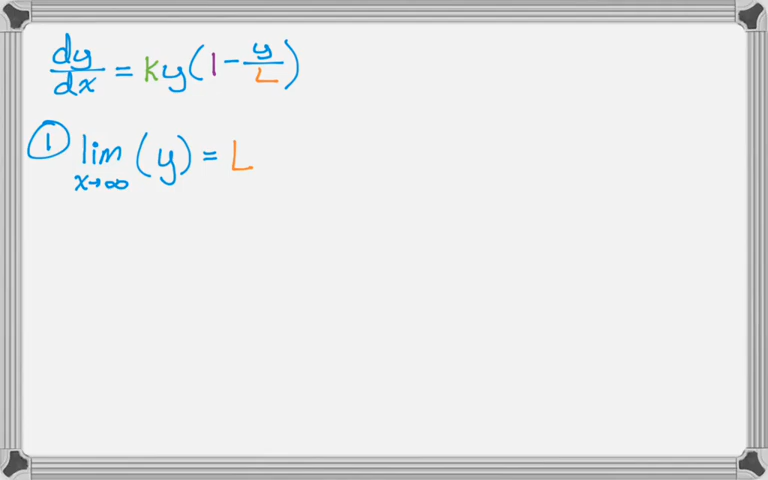 dy/dx = ky(1 - y/L)
① lim x→∞ (y) = L